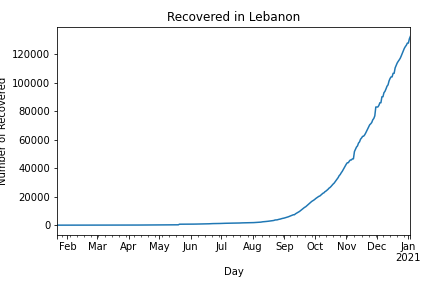 Recovered in Lebanon
Number of Recovered
120000
100000
80000
60000
40000
20000
0
Feb Mar Apr May Jun Jul Aug Sep Oct Nov Dec Jan
2021
Day